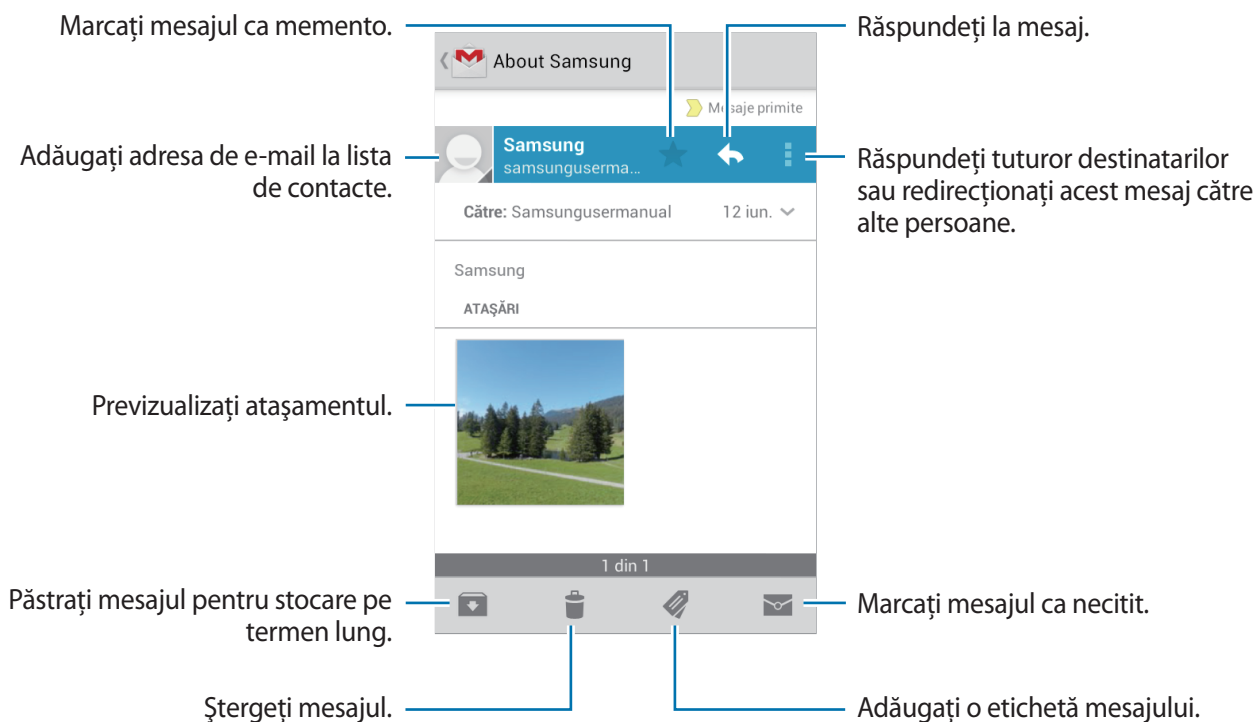 Marcați mesajul ca memento.
Răspundeți la mesaj.
About Samsung
Mesaje primite
Adăugați adresa de e-mail la lista
de contacte.
Samsung
samsunguserma...
Răspundeți tuturor destinatarilor
sau redirecționați acest mesaj către
alte persoane.
Către: Samsungusermanual 12 iun.
Samsung
ATAŞĂRI
Previzualizați ataşamentul.
1 din 1
Păstrați mesajul pentru stocare pe
termen lung.
Marcați mesajul ca necitit.
Ştergeți mesajul.
Adăugați o etichetă mesajului.